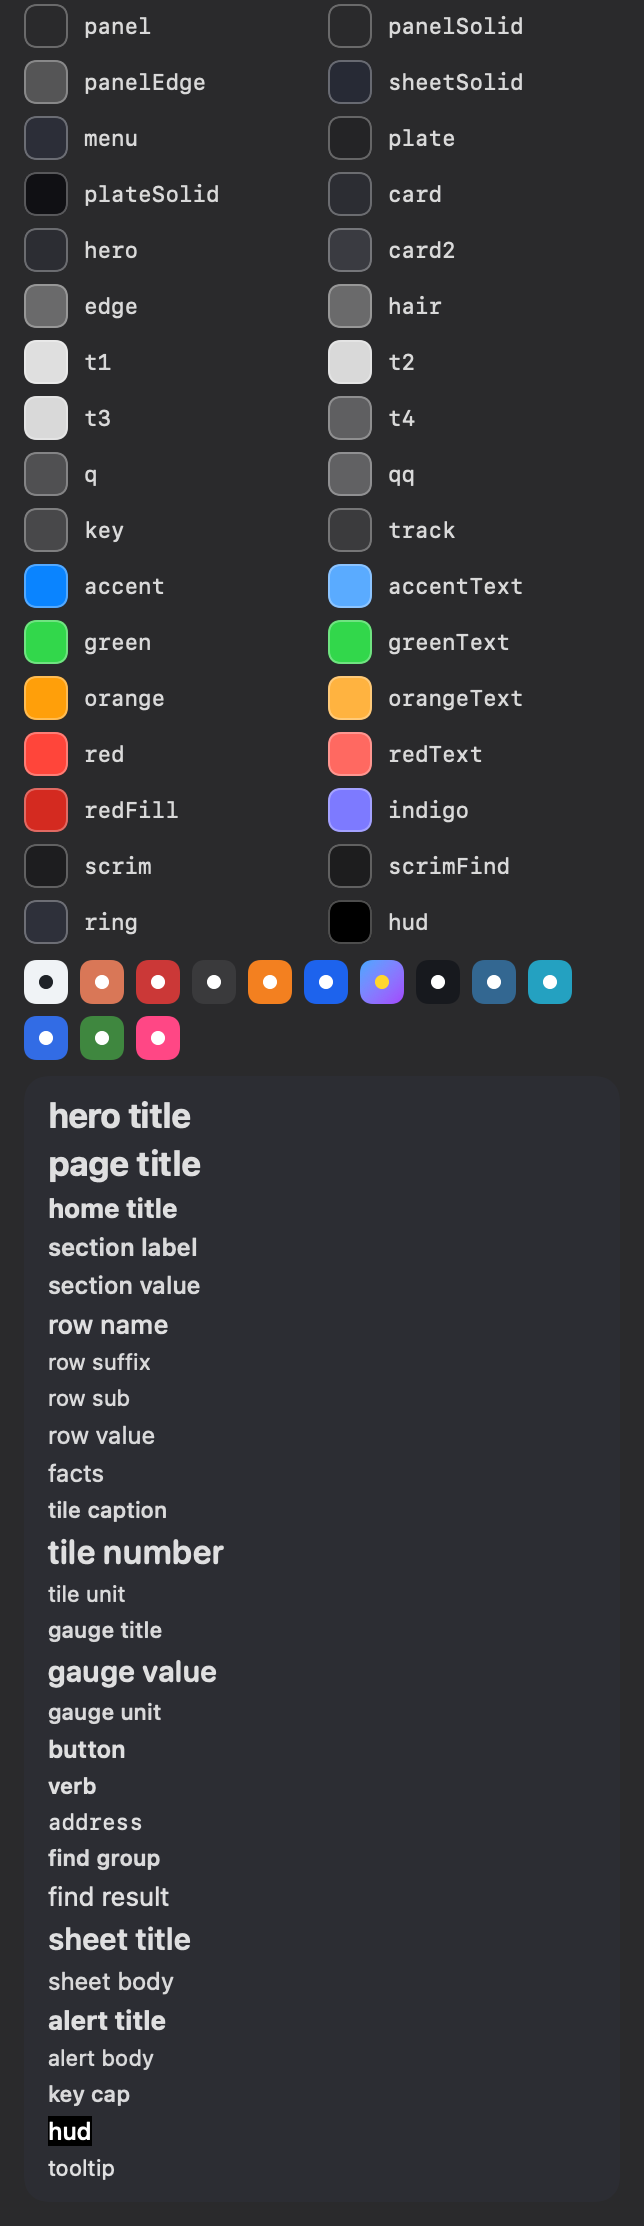 panel panelSolid
panelEdge sheetSolid
menu plate
plateSolid card
hero card2
edge hair
t1 t2
t3 t4
q qq
key track
accent accentText
green greenText
orange orangeText
red redText
redFill indigo
scrim scrimFind
ring hud
hero title
page title
home title
section label
section value
row name
row suffix
row sub
row value
facts
tile caption
tile number
tile unit
gauge title
gauge value
gauge unit
button
verb
address
find group
find result
sheet title
sheet body
alert title
alert body
key cap
hud
tooltip